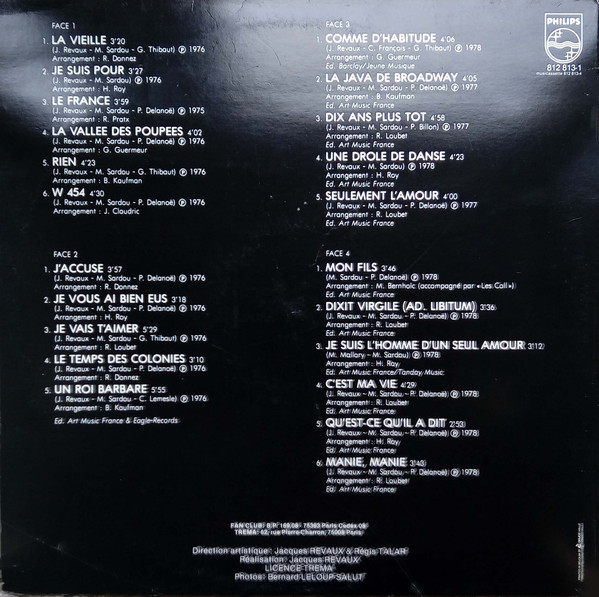 FACE 1
1. LA VIEILLE 3'20
(J. Revaux - M. Sardou - G. Thibaut) ℗ 1976
Arrangement : R. Donnez
2. JE SUIS POUR 3'27
(J. Revaux - M. Sardou) ℗ 1976
Arrangement : H. Roy
3. LE FRANCE 3'59
(J. Revaux - M. Sardou - P. Delanoë) ℗ 1975
Arrangement : R. Pratx
4. LA VALLEE DES POUPEES 4'02
(J. Revaux - M. Sardou - P. Delanoë) ℗ 1976
Arrangement : G. Guermeur
5. RIEN 4'23
(J. Revaux - M. Sardou - G. Thibaut) ℗ 1976
Arrangement : B. Kaufman
6. W 454 4'30
(J. Revaux - M. Sardou - P. Delanoë) ℗ 1976
Arrangement : J. Claudric
FACE 2
1. J'ACCUSE 3'57
(J. Revaux - M. Sardou - P. Delanoë) ℗ 1976
Arrangement : R. Donnez
2. JE VOUS AI BIEN EUS 3'18
(J. Revaux - M. Sardou - P. Delanoë) ℗ 1976
Arrangement : H. Roy
3. JE VAIS T'AIMER 5'29
(J. Revaux - M. Sardou - G. Thibaut) ℗ 1976
Arrangement : R. Loubet
4. LE TEMPS DES COLONIES 3'10
(J. Revaux - M. Sardou - P. Delanoë) ℗ 1976
Arrangement : R. Donnez
5. UN ROI BARBARE 5'55
(J. Revaux - M. Sardou - C. Lemesle) ℗ 1976
Arrangement : B. Kaufman
Ed. Art Music France & Eagle-Records
FACE 3
1. COMME D'HABITUDE 4'06
(J. Revaux - C. François - G. Thibaut) ℗ 1978
Arrangement : G. Guermeur
Ed. Barclay/Jeune Musique
2. LA JAVA DE BROADWAY 4'05
(J. Revaux - M. Sardou - P. Delanoë) ℗ 1977
Arrangement : B. Kaufman
Ed. Art Music France
3. DIX ANS PLUS TOT 4'58
(J. Revaux - M. Sardou - P. Billon) ℗ 1977
Arrangement : R. Loubet
Ed. Art Music France
4. UNE DROLE DE DANSE 4'23
(J. Revaux - M. Sardou) ℗ 1978
Arrangement : H. Roy
Ed. Art Music France
5. SEULEMENT L'AMOUR 4'00
(J. Revaux - M. Sardou - P. Delanoë) ℗ 1977
Arrangement : R. Loubet
Ed. Art Music France
FACE 4
1. MON FILS 3'46
(M. Sardou - P. Delanoë) ℗ 1978
Arrangement : M. Bernholc (accompagné par «Les Coll»)
Ed. Art Music France
2. DIXIT VIRGILE (AD. LIBITUM) 3'36
(J. Revaux - M. Sardou - P. Delanoë) ℗ 1978
Arrangement : R. Loubet
Ed. Art Music France
3. JE SUIS L'HOMME D'UN SEUL AMOUR 3'12
(M. Mallory - M. Sardou) ℗ 1978
Arrangement : H. Roy
Ed. Art Music France/Tanday Music
4. C'EST MA VIE 4'29
(J. Revaux - M. Sardou - P. Delanoë) ℗ 1978
Arrangement : R. Loubet
Ed. Art Music France
5. QU'EST-CE QU'IL A DIT 2'53
(J. Revaux - M. Sardou - P. Delanoë) ℗ 1978
Arrangement : H. Roy
Ed. Art Music France
6. MANIE, MANIE 3'43
(J. Revaux - M. Sardou - P. Delanoë) ℗ 1978
Arrangement : R. Loubet
Ed. Art Music France
PHILIPS
812 813-1
musicassette 812 813-4
FAN CLUB: B.P. 169.08 - 75363 Paris Cédex 08
TREMA: 62, rue Pierre-Charron, 75008 Paris
Direction artistique : Jacques REVAUX & Régis TALAR
Réalisation : Jacques REVAUX
LICENCE TREMA
Photos : Bernard LELOUP-SALUT